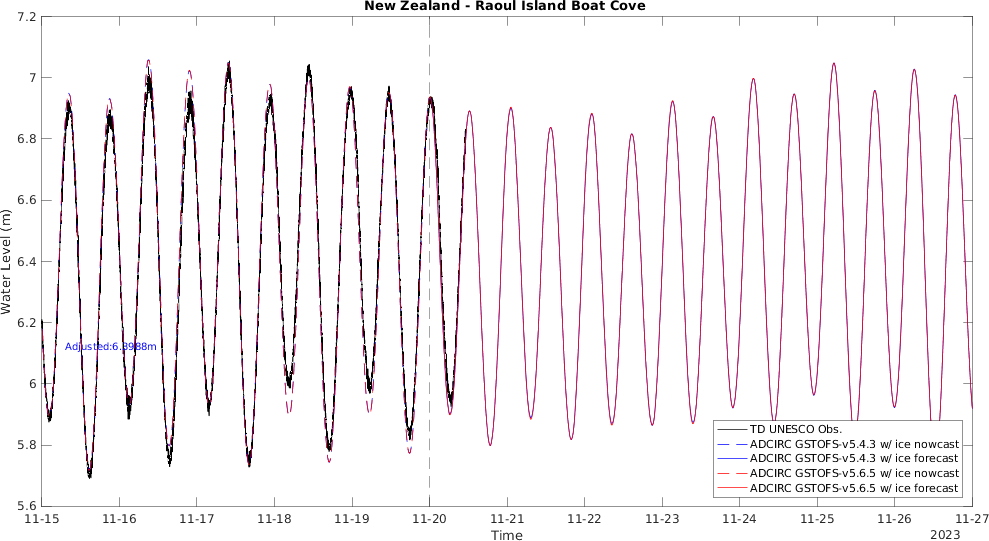 New Zealand - Raoul Island Boat Cove
7.2
7
6.8
6.6
6.4
6.2
6
5.8
5.6
Water Level (m)
Adjusted:6.3988m
TD UNESCO Obs.
ADCIRC GSTOFS-v5.4.3 w/ ice nowcast
ADCIRC GSTOFS-v5.4.3 w/ ice forecast
ADCIRC GSTOFS-v5.6.5 w/ ice nowcast
ADCIRC GSTOFS-v5.6.5 w/ ice forecast
11-15 11-16 11-17 11-18 11-19 11-20 11-21 11-22 11-23 11-24 11-25 11-26 11-27
Time
2023